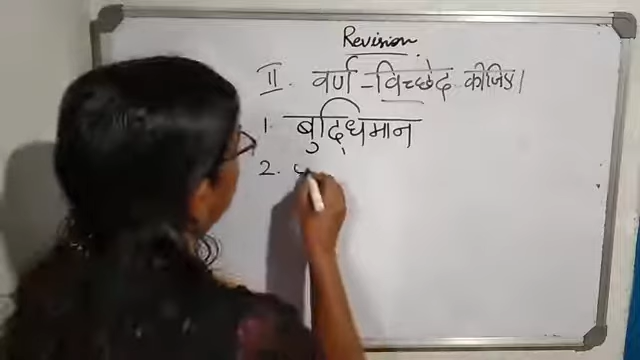 Revision
II. वर्ण - विच्छेद कीजिए।
1. बुद्धिमान
2.